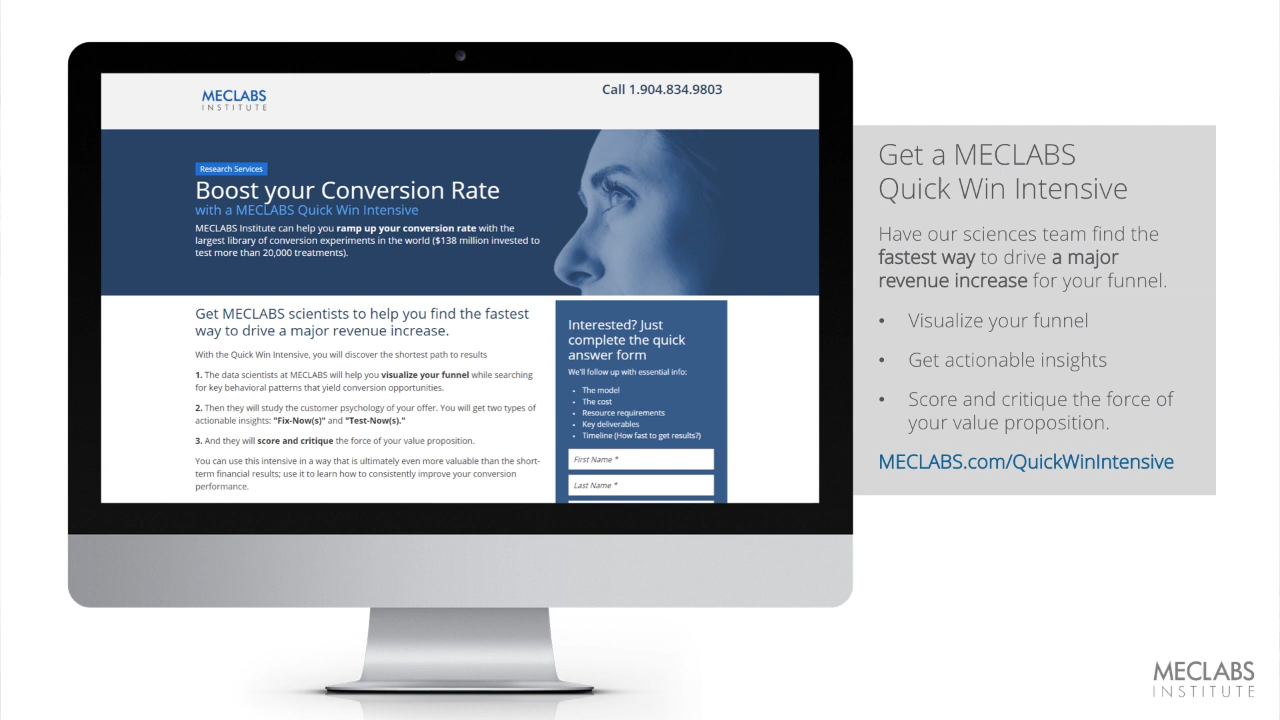 MECLABS
INSTITUTE
Call 1.904.834.9803
Research Services
Boost your Conversion Rate
with a MECLABS Quick Win Intensive
MECLABS Institute can help you ramp up your conversion rate with the
largest library of conversion experiments in the world ($138 million invested to
test more than 20,000 treatments).
Get MECLABS scientists to help you find the fastest
way to drive a major revenue increase.
With the Quick Win Intensive, you will discover the shortest path to results
1. The data scientists at MECLABS will help you visualize your funnel while searching
for key behavioral patterns that yield conversion opportunities.
2. Then they will study the customer psychology of your offer. You will get two types of
actionable insights: "Fix-Now(s)" and "Test-Now(s)."
3. And they will score and critique the force of your value proposition.
You can use this intensive in a way that is ultimately even more valuable than the short-
term financial results; use it to learn how to consistently improve your conversion
performance.
Interested? Just
complete the quick
answer form
We'll follow up with essential info:
• The model
• The cost
• Resource requirements
• Key deliverables
• Timeline (How fast to get results?)
First Name *
Last Name *
Get a MECLABS
Quick Win Intensive
Have our sciences team find the
fastest way to drive a major
revenue increase for your funnel.
• Visualize your funnel
• Get actionable insights
• Score and critique the force of
your value proposition.
MECLABS.com/QuickWinIntensive
MECLABS
INSTITUTE